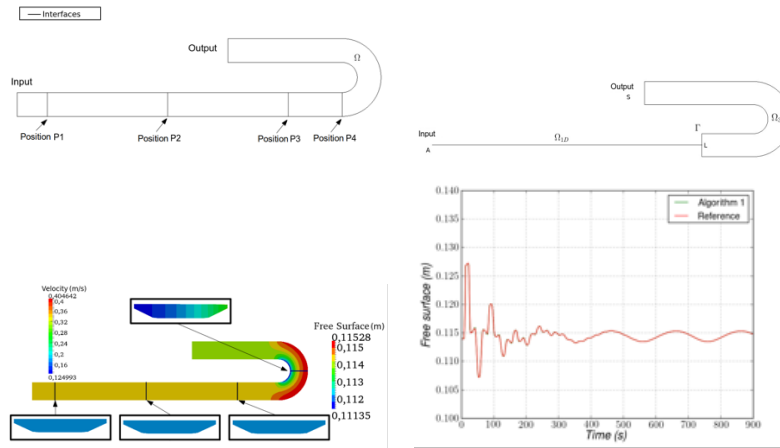 Interfaces
Output
Ω
Input
Position P1
Position P2
Position P3
Position P4
Output
S
Input
A
Ω1D
Γ
L
Velocity (m/s)
0,404642
0,4
0,36
0,32
0,28
0,24
0,2
0,16
0,124993
Free Surface(m)
0,11528
0,115
0,114
0,113
0,112
0,11135
Algorithm 1
Reference
Free surface (m)
0.140
0.135
0.130
0.125
0.120
0.115
0.110
0.105
0.100
0 100 200 300 400 500 600 700 800 900
Time (s)